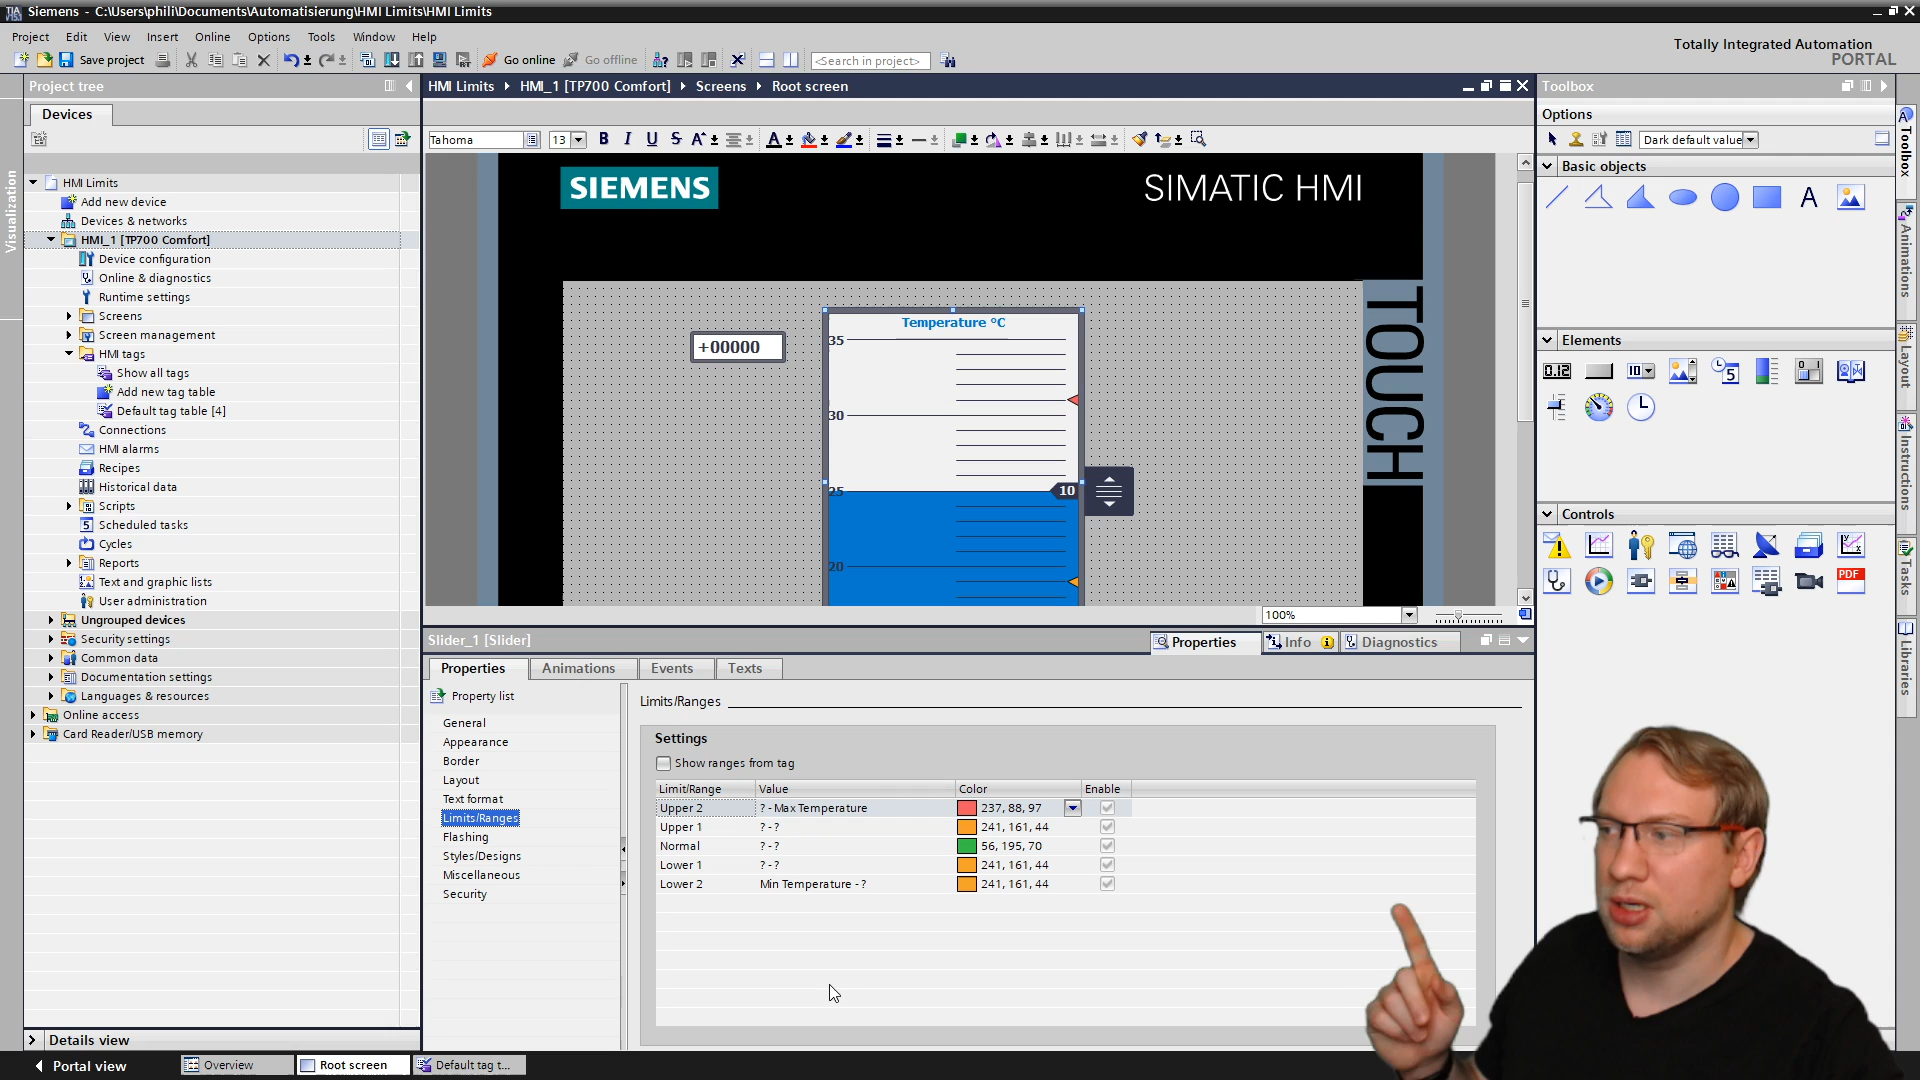 Siemens - C:\Users\phili\Documents\Automatisierung\HMI Limits\HMI Limits
Project Edit View Insert Online Options Tools Window Help
Totally Integrated Automation
PORTAL
Save project
Go online
Go offline
<Search in project>
Project tree
HMI Limits
HMI_1 [TP700 Comfort]
Screens
Root screen
Toolbox
Devices
Options
Tahoma
13
Dark default value
Basic objects
Visualization
HMI Limits
Add new device
Devices & networks
HMI_1 [TP700 Comfort]
Device configuration
Online & diagnostics
Runtime settings
Screens
Screen management
HMI tags
Show all tags
Add new tag table
Default tag table [4]
Connections
HMI alarms
Recipes
Historical data
Scripts
Scheduled tasks
Cycles
Reports
Text and graphic lists
User administration
Ungrouped devices
Security settings
Common data
Documentation settings
Languages & resources
Online access
Card Reader/USB memory
SIEMENS
SIMATIC HMI
TOUCH
+00000
Temperature °C
35
30
25
10
20
100%
Elements
0.12
10
5
Controls
PDF
Toolbox
Animations
Layout
Instructions
Tasks
Libraries
Slider_1 [Slider]
Properties
Info
Diagnostics
Properties
Animations
Events
Texts
Property list
General
Appearance
Border
Layout
Text format
Limits/Ranges
Flashing
Styles/Designs
Miscellaneous
Security
Limits/Ranges
Settings
Show ranges from tag
Limit/Range Value Color Enable
Upper 2 ? - Max Temperature 237, 88, 97
Upper 1 ? - ? 241, 161, 44
Normal ? - ? 56, 195, 70
Lower 1 ? - ? 241, 161, 44
Lower 2 Min Temperature - ? 241, 161, 44
Details view
Portal view
Overview
Root screen
Default tag t...